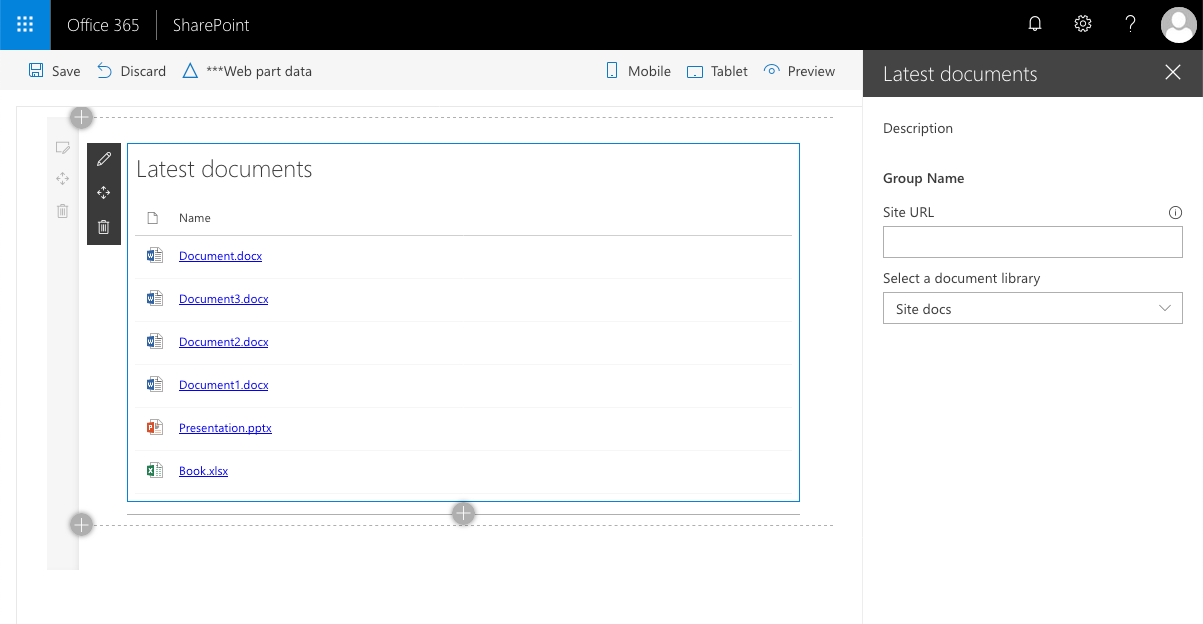 Office 365 SharePoint ?
Save Discard ***Web part data Mobile Tablet Preview
Latest documents
Name
Document.docx
Document3.docx
Document2.docx
Document1.docx
Presentation.pptx
Book.xlsx
Latest documents
Description
Group Name
Site URL
Select a document library
Site docs